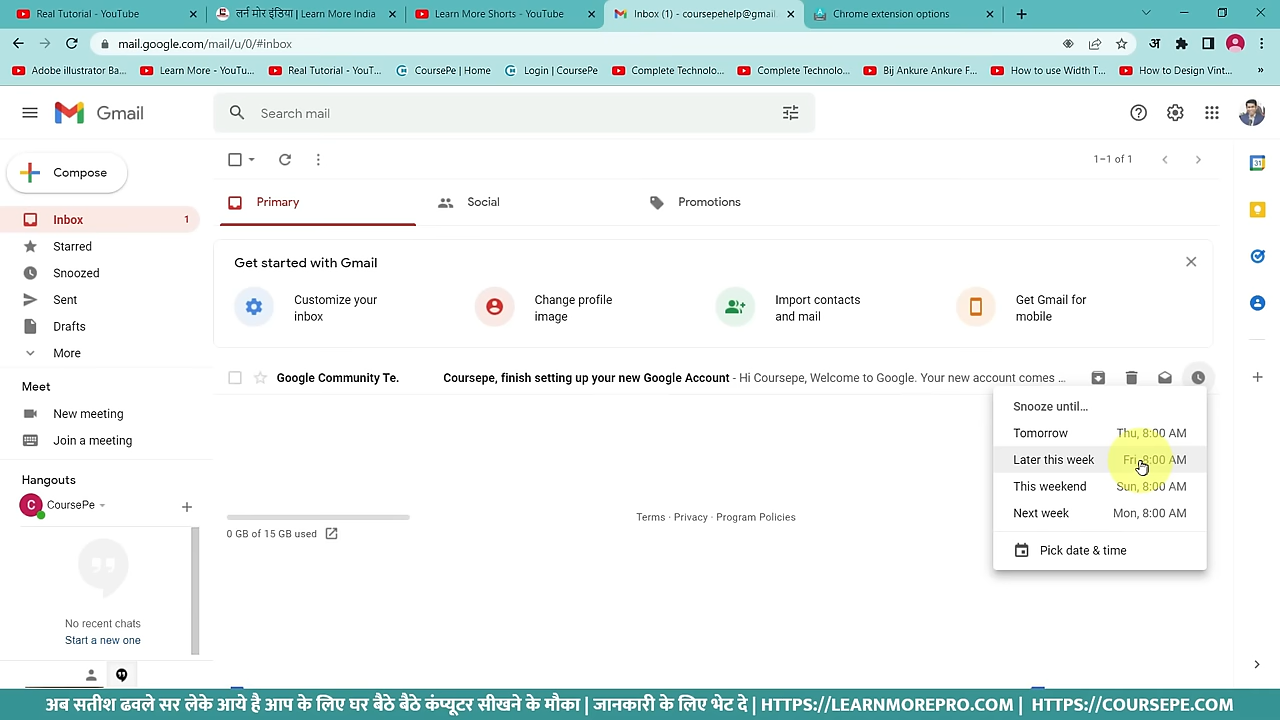 Real Tutorial - YouTube
लर्न मोर इंडिया | Learn More India
Learn More Shorts - YouTube
Inbox (1) - coursepehelp@gmail.
Chrome extension options
mail.google.com/mail/u/0/#inbox
अ
Adobe illustrator Ba...
Learn More - YouTu...
Real Tutorial - YouT...
CoursePe | Home
Login | CoursePe
Complete Technolo...
Complete Technolo...
Bij Ankure Ankure F...
How to use Width T...
How to Design Vint...
»
Gmail
Search mail
Compose
1–1 of 1
31
Primary
Social
Promotions
Inbox 1
Starred
Snoozed
Sent
Drafts
More
Get started with Gmail
Customize your inbox
Change profile image
Import contacts and mail
Get Gmail for mobile
Google Community Te.
Coursepe, finish setting up your new Google Account - Hi Coursepe, Welcome to Google. Your new account comes ...
Snooze until...
Tomorrow Thu, 8:00 AM
Later this week Fri, 8:00 AM
This weekend Sun, 8:00 AM
Next week Mon, 8:00 AM
Pick date & time
Meet
New meeting
Join a meeting
Hangouts
C CoursePe
No recent chats
Start a new one
0 GB of 15 GB used
Terms · Privacy · Program Policies
अब सतीश ढवले सर लेके आये है आप के लिए घर बैठे बैठे कंप्यूटर सीखने के मौका | जानकारी के लिए भेट दे | HTTPS://LEARNMOREPRO.COM | HTTPS://COURSEPE.COM